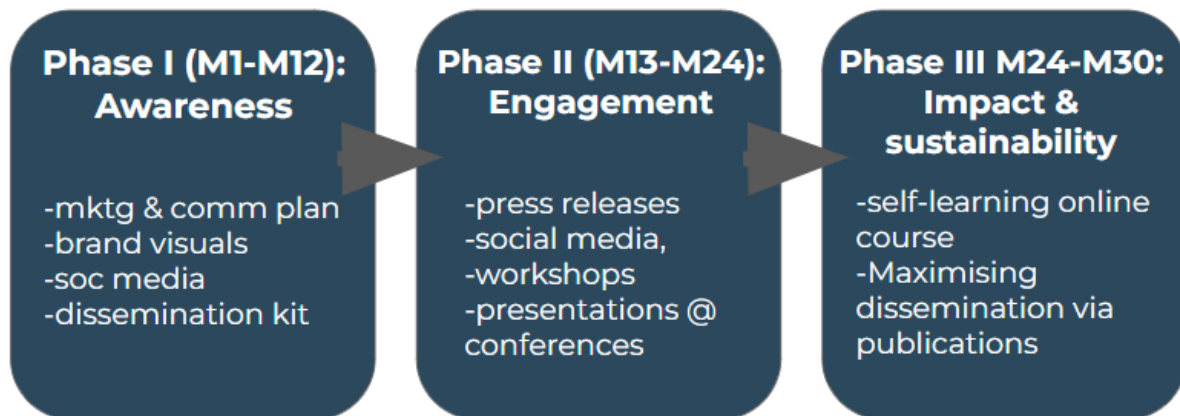 Phase I (M1-M12):
Awareness
-mktg & comm plan
-brand visuals
-soc media
-dissemination kit
Phase II (M13-M24):
Engagement
-press releases
-social media,
-workshops
-presentations @
conferences
Phase III M24-M30:
Impact &
sustainability
-self-learning online
course
-Maximising
dissemination via
publications